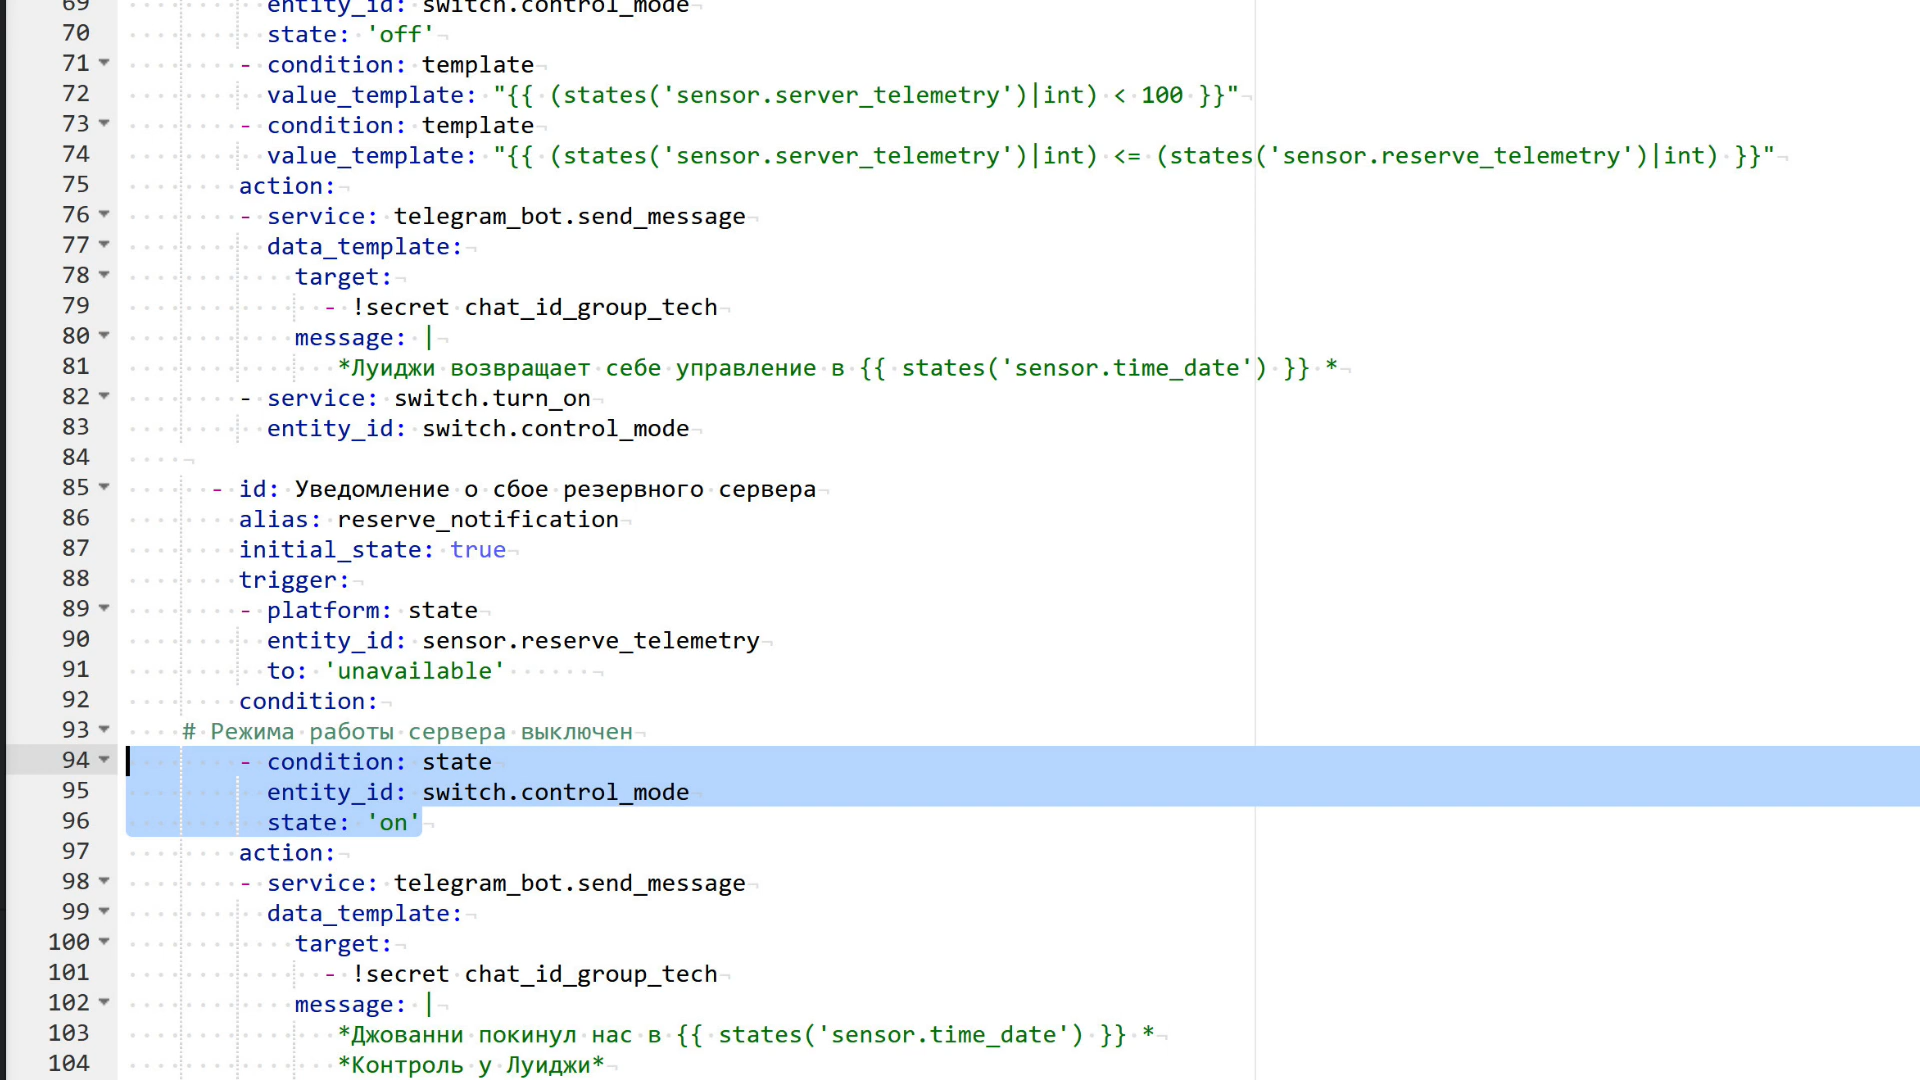 69 entity_id: switch.control_mode
70 state: 'off'
71 - condition: template
72 value_template: "{{ (states('sensor.server_telemetry')|int) < 100 }}"
73 - condition: template
74 value_template: "{{ (states('sensor.server_telemetry')|int) <= (states('sensor.reserve_telemetry')|int) }}"
75 action:
76 - service: telegram_bot.send_message
77 data_template:
78 target:
79 - !secret chat_id_group_tech
80 message: |
81 *Луиджи возвращает себе управление в {{ states('sensor.time_date') }} *
82 - service: switch.turn_on
83 entity_id: switch.control_mode
84
85 - id: Уведомление о сбое резервного сервера
86 alias: reserve_notification
87 initial_state: true
88 trigger:
89 - platform: state
90 entity_id: sensor.reserve_telemetry
91 to: 'unavailable'
92 condition:
93 # Режима работы сервера выключен
94 - condition: state
95 entity_id: switch.control_mode
96 state: 'on'
97 action:
98 - service: telegram_bot.send_message
99 data_template:
100 target:
101 - !secret chat_id_group_tech
102 message: |
103 *Джованни покинул нас в {{ states('sensor.time_date') }} *
104 *Контроль у Луиджи*